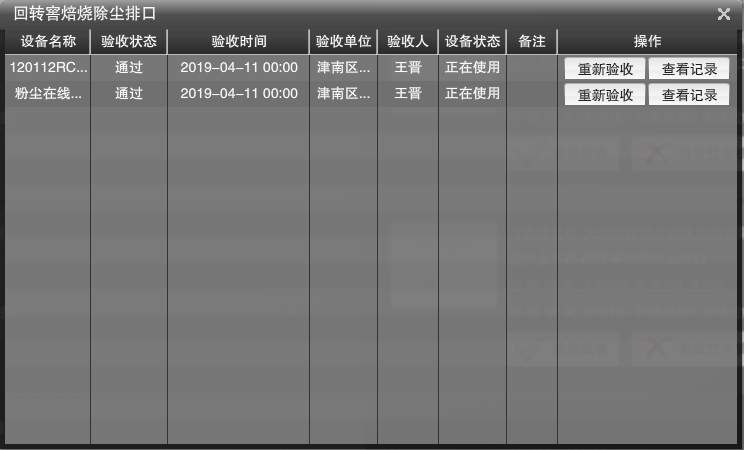 回转窖焙烧除尘排口
设备名称 验收状态 验收时间 验收单位 验收人 设备状态 备注 操作
120112RC... 通过 2019-04-11 00:00 津南区... 王晋 正在使用 重新验收 查看记录
粉尘在线... 通过 2019-04-11 00:00 津南区... 王晋 正在使用 重新验收 查看记录